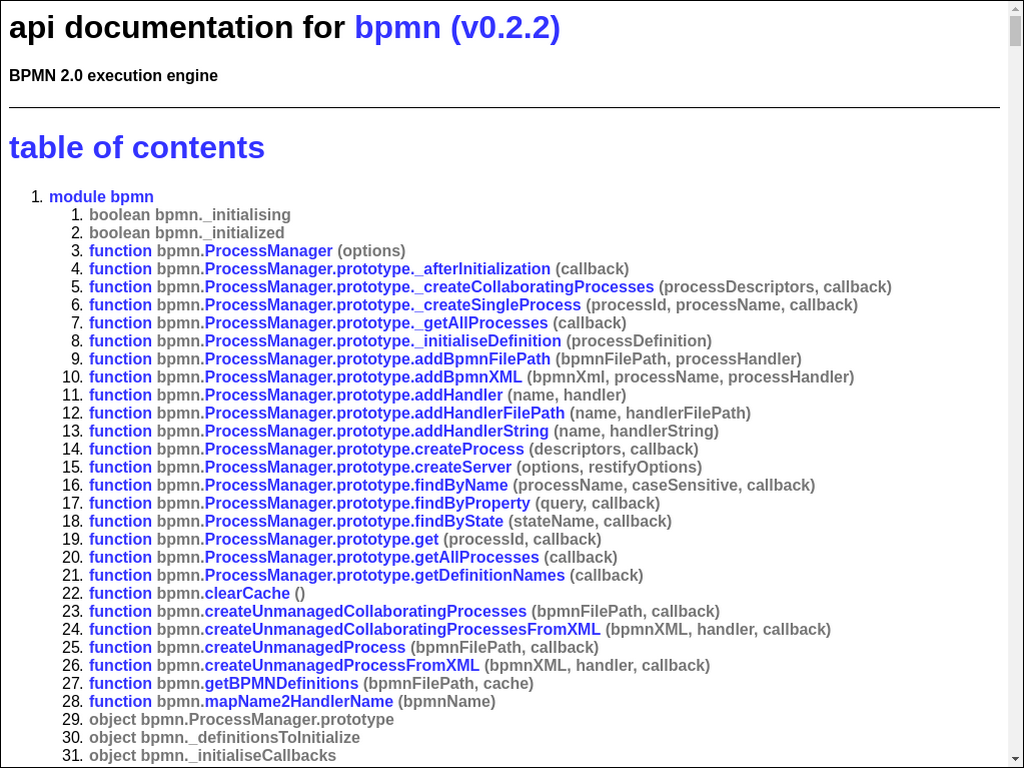 api documentation for bpmn (v0.2.2)
BPMN 2.0 execution engine
table of contents
1. module bpmn
1. boolean bpmn._initialising
2. boolean bpmn._initialized
3. function bpmn.ProcessManager (options)
4. function bpmn.ProcessManager.prototype._afterInitialization (callback)
5. function bpmn.ProcessManager.prototype._createCollaboratingProcesses (processDescriptors, callback)
6. function bpmn.ProcessManager.prototype._createSingleProcess (processId, processName, callback)
7. function bpmn.ProcessManager.prototype._getAllProcesses (callback)
8. function bpmn.ProcessManager.prototype._initialiseDefinition (processDefinition)
9. function bpmn.ProcessManager.prototype.addBpmnFilePath (bpmnFilePath, processHandler)
10. function bpmn.ProcessManager.prototype.addBpmnXML (bpmnXml, processName, processHandler)
11. function bpmn.ProcessManager.prototype.addHandler (name, handler)
12. function bpmn.ProcessManager.prototype.addHandlerFilePath (name, handlerFilePath)
13. function bpmn.ProcessManager.prototype.addHandlerString (name, handlerString)
14. function bpmn.ProcessManager.prototype.createProcess (descriptors, callback)
15. function bpmn.ProcessManager.prototype.createServer (options, restifyOptions)
16. function bpmn.ProcessManager.prototype.findByName (processName, caseSensitive, callback)
17. function bpmn.ProcessManager.prototype.findByProperty (query, callback)
18. function bpmn.ProcessManager.prototype.findByState (stateName, callback)
19. function bpmn.ProcessManager.prototype.get (processId, callback)
20. function bpmn.ProcessManager.prototype.getAllProcesses (callback)
21. function bpmn.ProcessManager.prototype.getDefinitionNames (callback)
22. function bpmn.clearCache ()
23. function bpmn.createUnmanagedCollaboratingProcesses (bpmnFilePath, callback)
24. function bpmn.createUnmanagedCollaboratingProcessesFromXML (bpmnXML, handler, callback)
25. function bpmn.createUnmanagedProcess (bpmnFilePath, callback)
26. function bpmn.createUnmanagedProcessFromXML (bpmnXML, handler, callback)
27. function bpmn.getBPMNDefinitions (bpmnFilePath, cache)
28. function bpmn.mapName2HandlerName (bpmnName)
29. object bpmn.ProcessManager.prototype
30. object bpmn._definitionsToInitialize
31. object bpmn._initialiseCallbacks